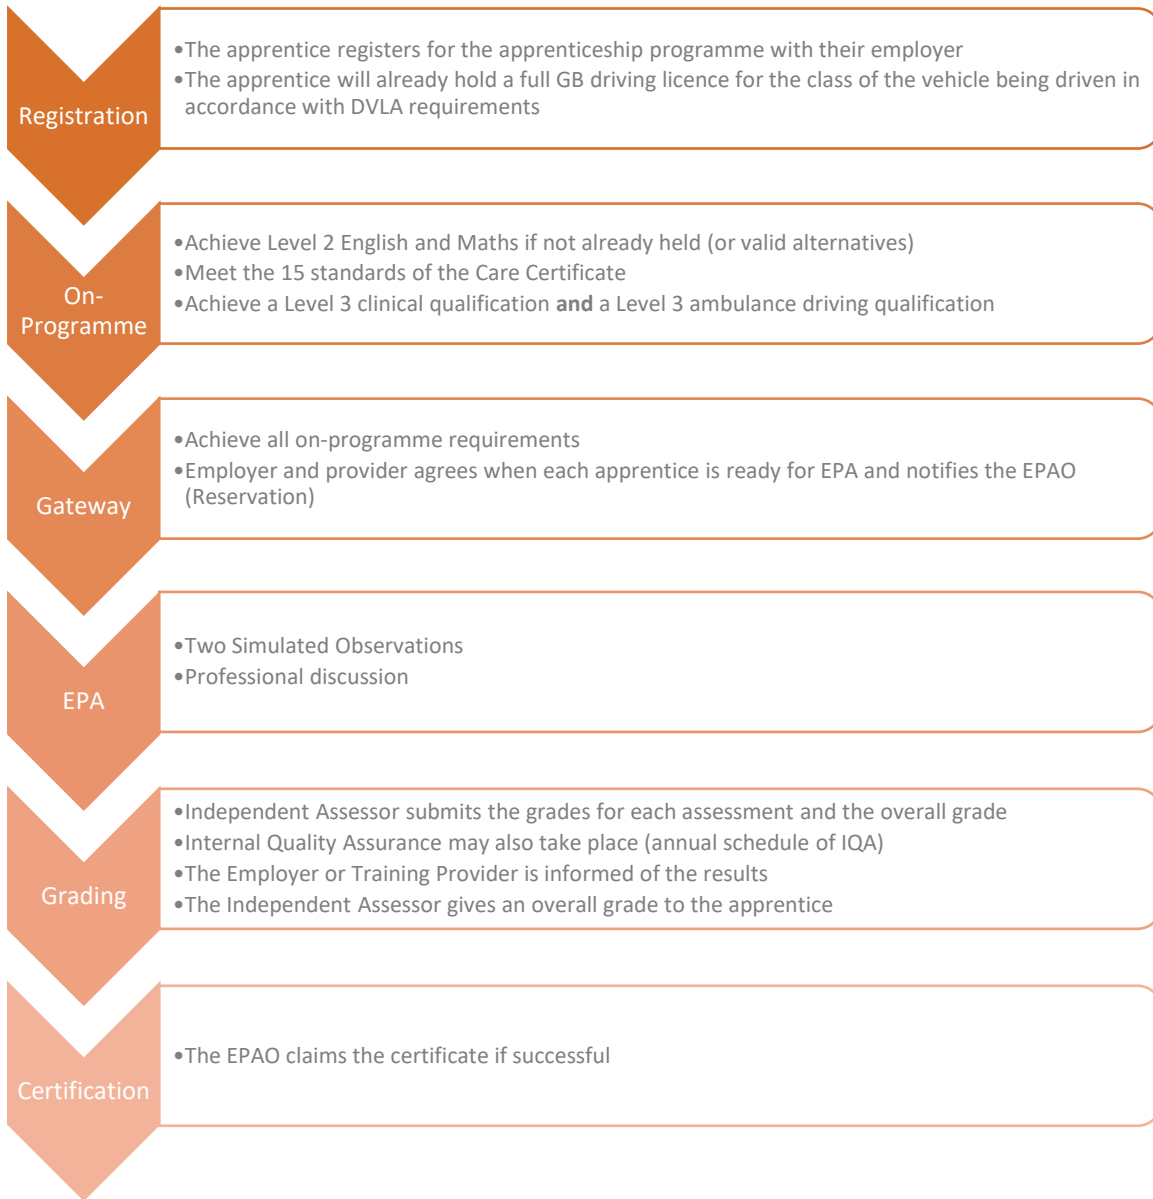 Registration
•The apprentice registers for the apprenticeship programme with their employer
•The apprentice will already hold a full GB driving licence for the class of the vehicle being driven in
accordance with DVLA requirements
On-
Programme
•Achieve Level 2 English and Maths if not already held (or valid alternatives)
•Meet the 15 standards of the Care Certificate
•Achieve a Level 3 clinical qualification and a Level 3 ambulance driving qualification
Gateway
•Achieve all on-programme requirements
•Employer and provider agrees when each apprentice is ready for EPA and notifies the EPAO
(Reservation)
EPA
•Two Simulated Observations
•Professional discussion
Grading
•Independent Assessor submits the grades for each assessment and the overall grade
•Internal Quality Assurance may also take place (annual schedule of IQA)
•The Employer or Training Provider is informed of the results
•The Independent Assessor gives an overall grade to the apprentice
Certification
•The EPAO claims the certificate if successful